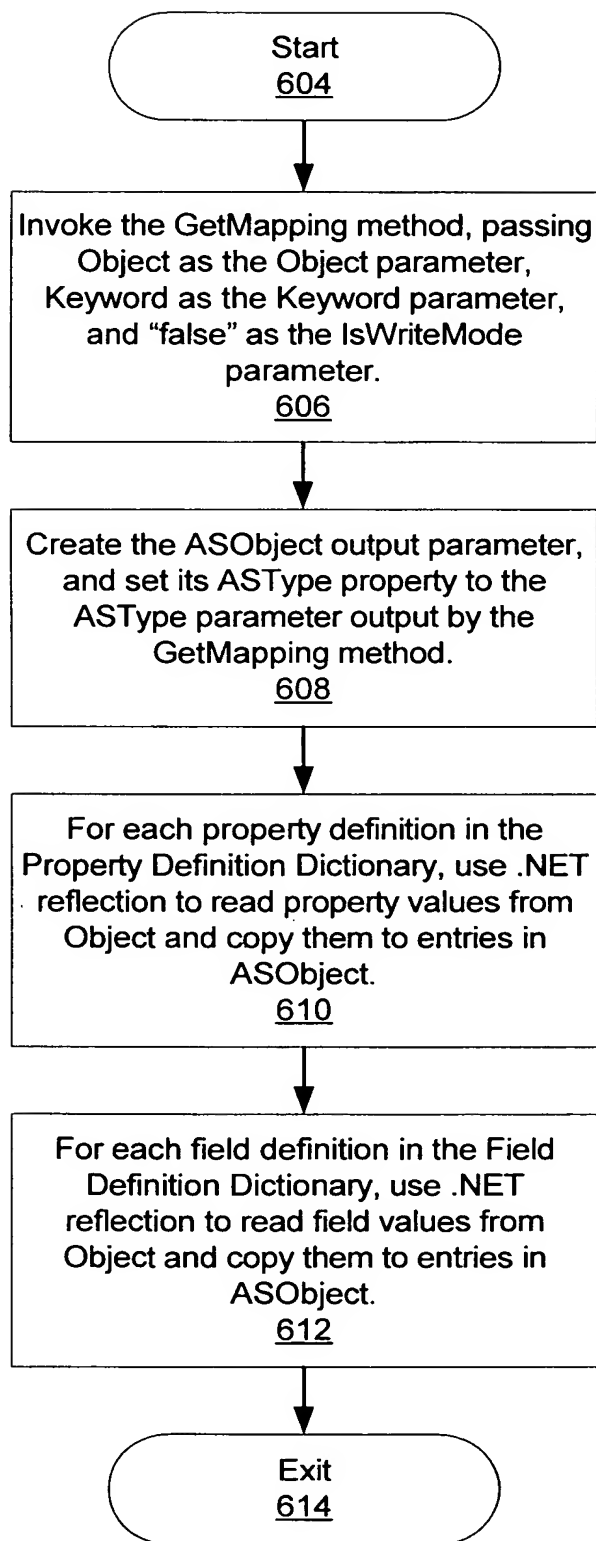 Start
604
Invoke the GetMapping method, passing
Object as the Object parameter,
Keyword as the Keyword parameter,
and “false” as the IsWriteMode
parameter.
606
Create the ASObject output parameter,
and set its ASType property to the
ASType parameter output by the
GetMapping method.
608
For each property definition in the
Property Definition Dictionary, use .NET
reflection to read property values from
Object and copy them to entries in
ASObject.
610
For each field definition in the Field
Definition Dictionary, use .NET
reflection to read field values from
Object and copy them to entries in
ASObject.
612
Exit
614